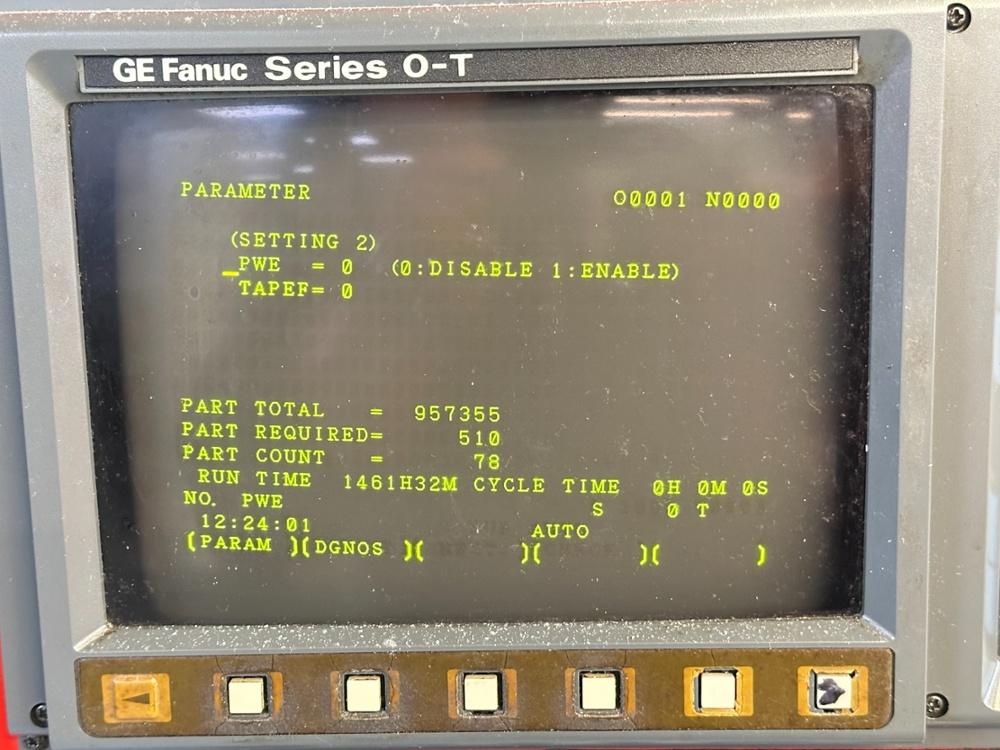 GE Fanuc Series O-T
PARAMETER O0001 N0000
(SETTING 2)
_PWE = 0 (0:DISABLE 1:ENABLE)
TAPEF= 0
PART TOTAL = 957355
PART REQUIRED= 510
PART COUNT = 78
RUN TIME 1461H32M CYCLE TIME 0H 0M 0S
NO. PWE S 0 T
12:24:01 AUTO
(PARAM )(DGNOS )( )( )( )